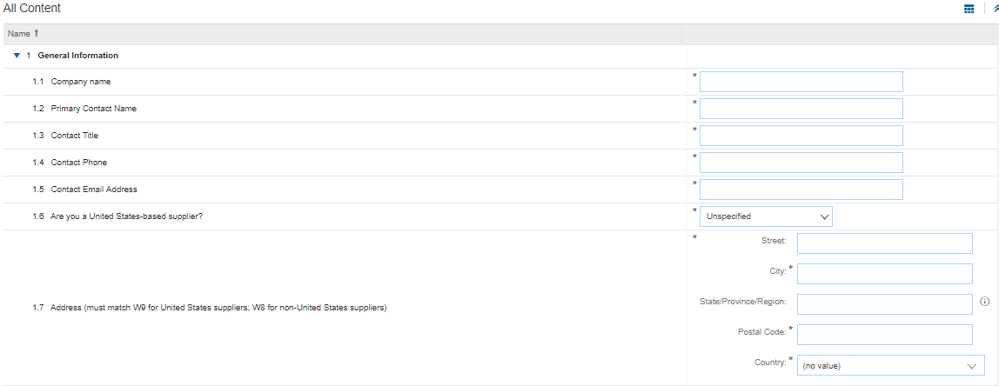 All Content
Name ↑
▼ 1 General Information
1.1 Company name *
1.2 Primary Contact Name *
1.3 Contact Title *
1.4 Contact Phone *
1.5 Contact Email Address *
1.6 Are you a United States-based supplier? * Unspecified
* Street:
City: *
State/Province/Region:
1.7 Address (must match W9 for United States suppliers; W8 for non-United States suppliers)
Postal Code: *
Country: * (no value)